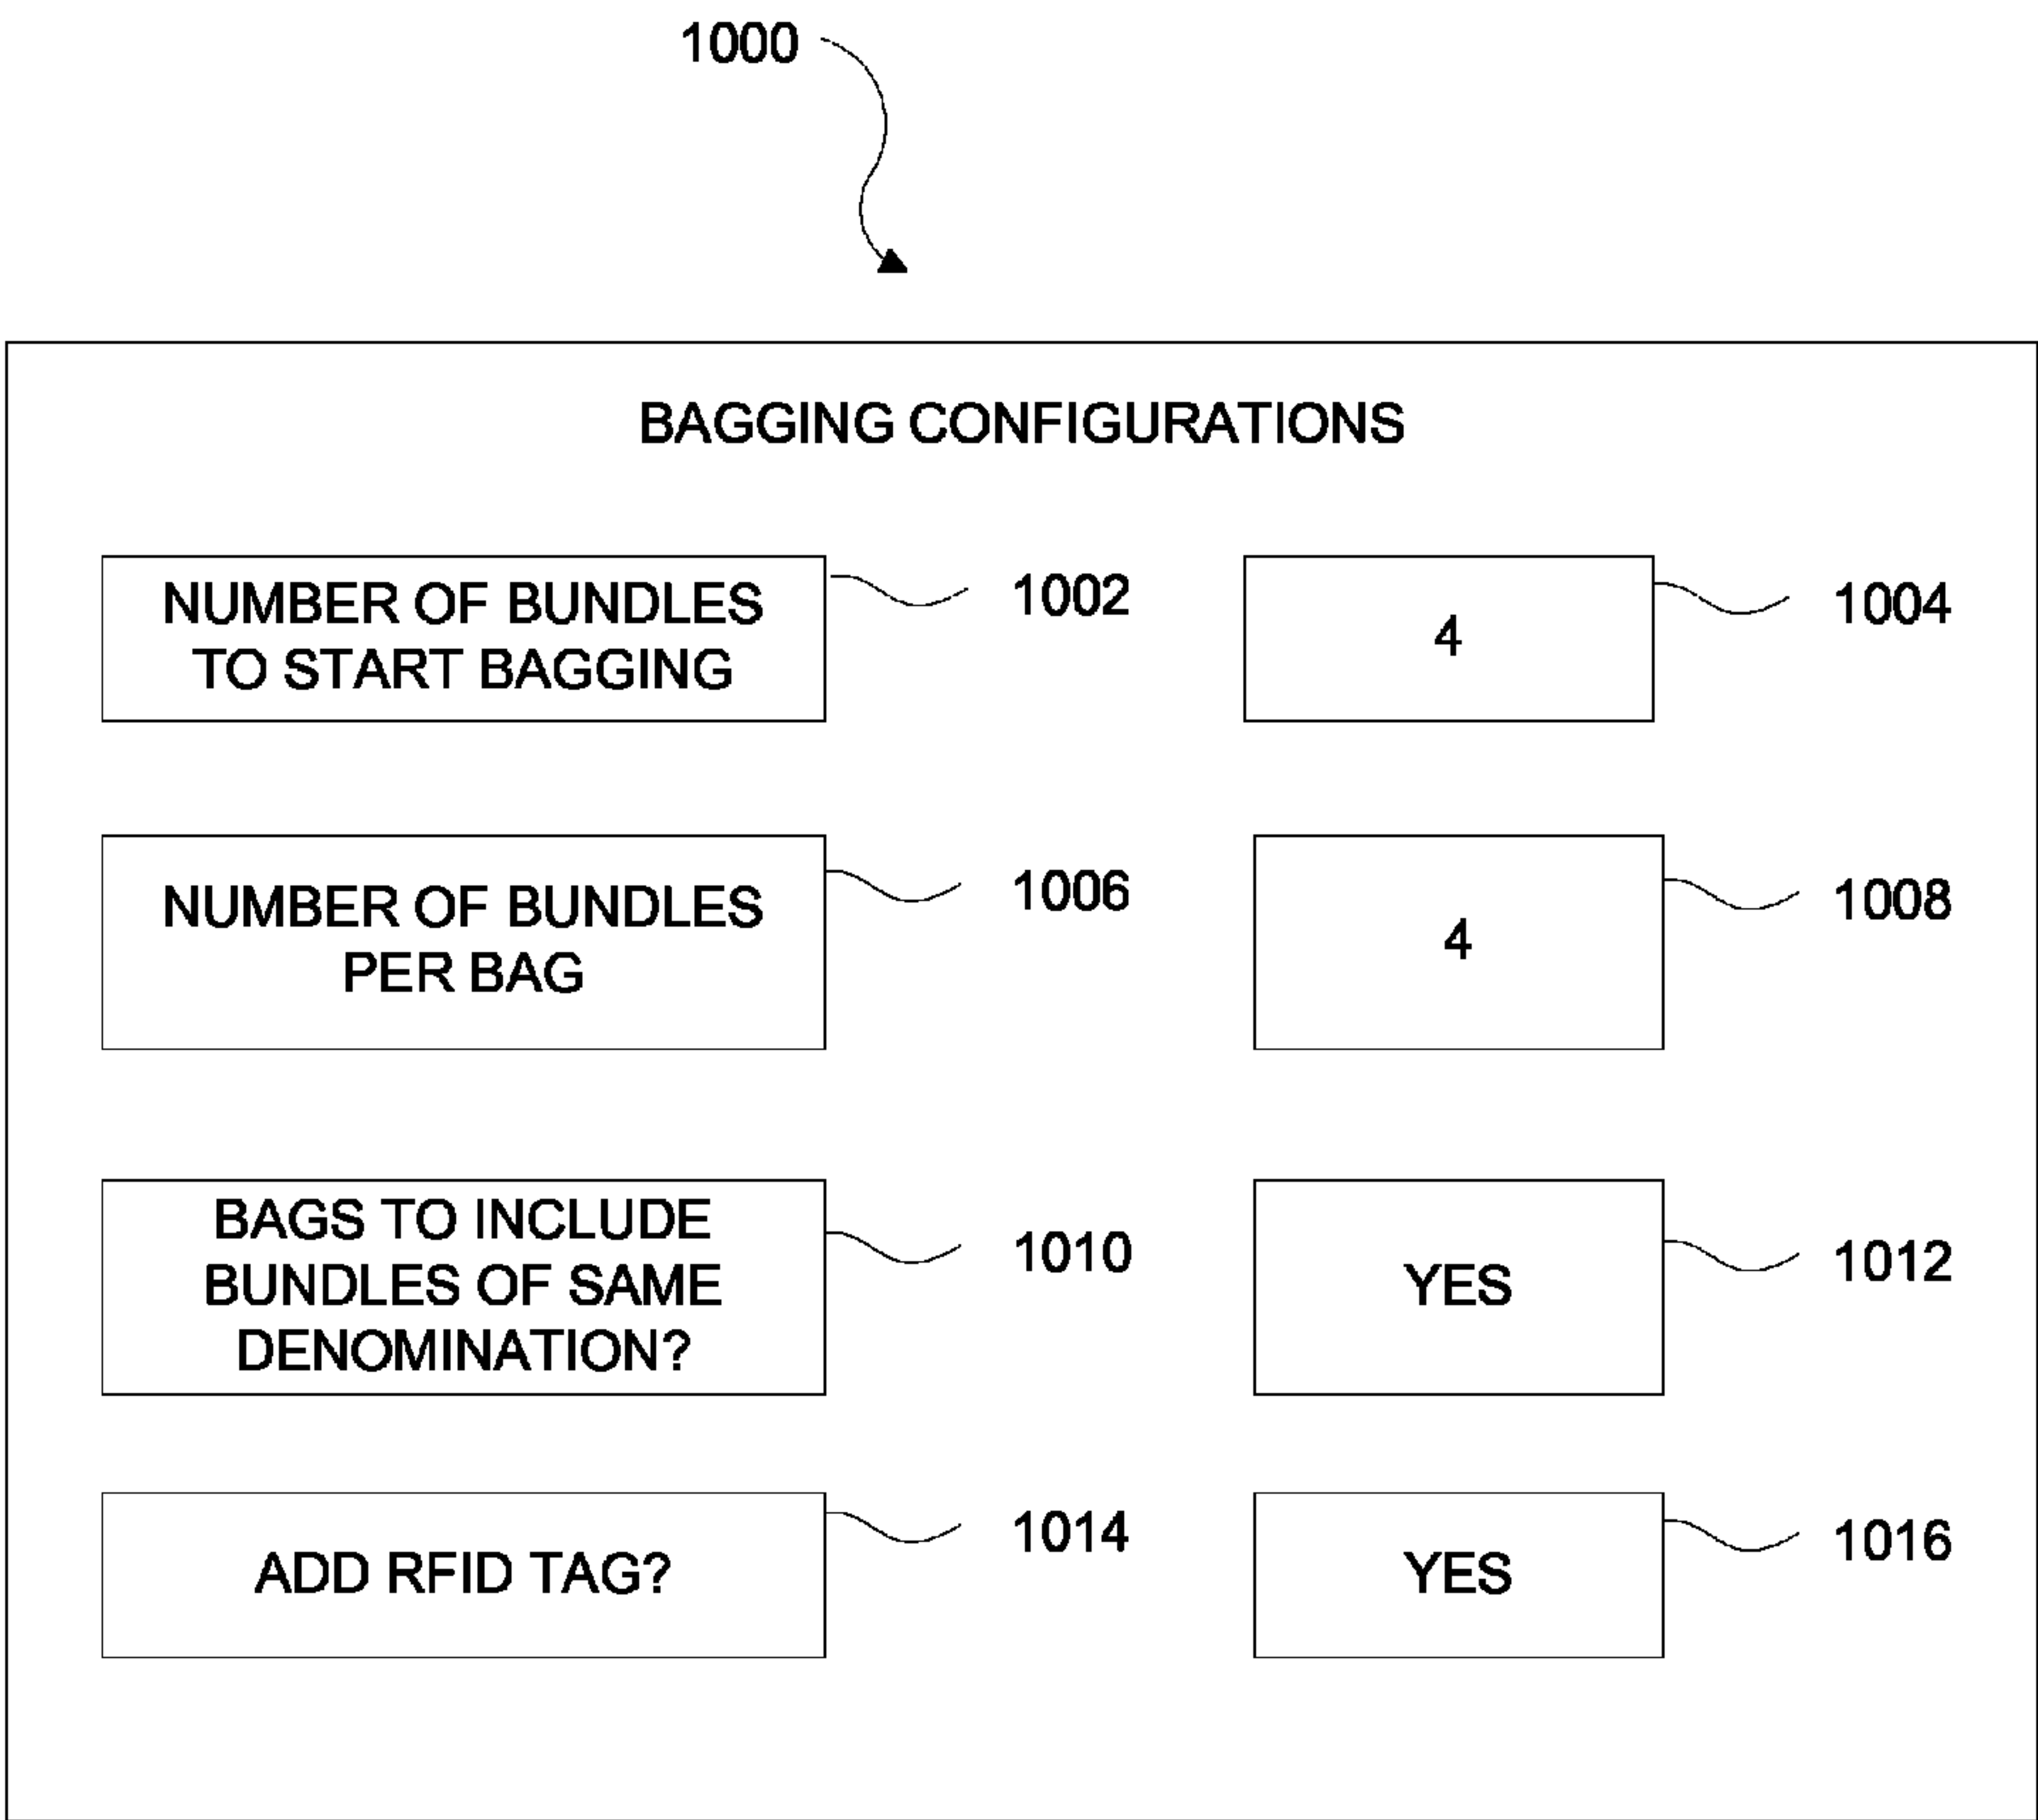 1000
BAGGING CONFIGURATIONS
NUMBER OF BUNDLES
TO START BAGGING
1002
4
1004
NUMBER OF BUNDLES
PER BAG
1006
4
1008
BAGS TO INCLUDE
BUNDLES OF SAME
DENOMINATION?
1010
YES
1012
ADD RFID TAG?
1014
YES
1016